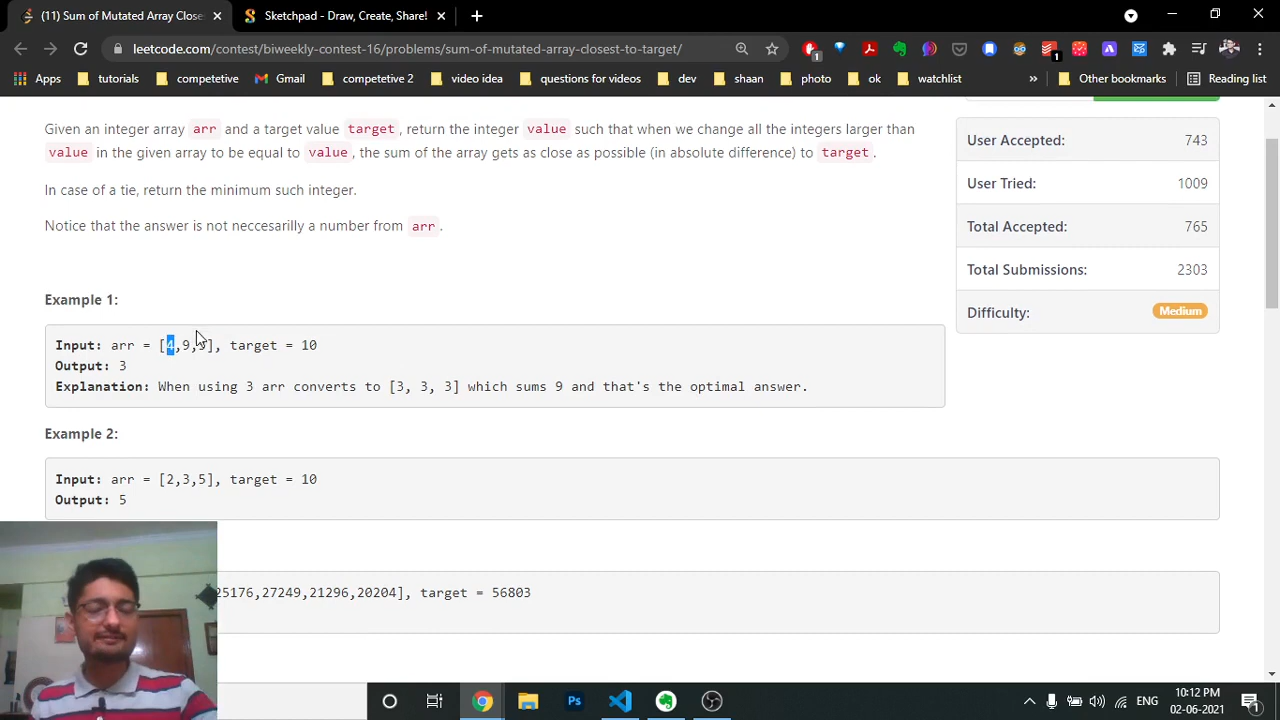 (11) Sum of Mutated Array Close
Sketchpad - Draw, Create, Share!
leetcode.com/contest/biweekly-contest-16/problems/sum-of-mutated-array-closest-to-target/
1
1
Apps tutorials competetive Gmail competitive 2 video idea questions for videos dev shaan photo ok watchlist » Other bookmarks Reading list
Given an integer array arr and a target value target, return the integer value such that when we change all the integers larger than
value in the given array to be equal to value, the sum of the array gets as close as possible (in absolute difference) to target.
In case of a tie, return the minimum such integer.
Notice that the answer is not neccesarilly a number from arr.
User Accepted: 743
User Tried: 1009
Total Accepted: 765
Total Submissions: 2303
Difficulty: Medium
Example 1:
Input: arr = [4,9,3], target = 10
Output: 3
Explanation: When using 3 arr converts to [3, 3, 3] which sums 9 and that's the optimal answer.
Example 2:
Input: arr = [2,3,5], target = 10
Output: 5
25176,27249,21296,20204], target = 56803
Ps
ENG
10:12 PM
02-06-2021
1